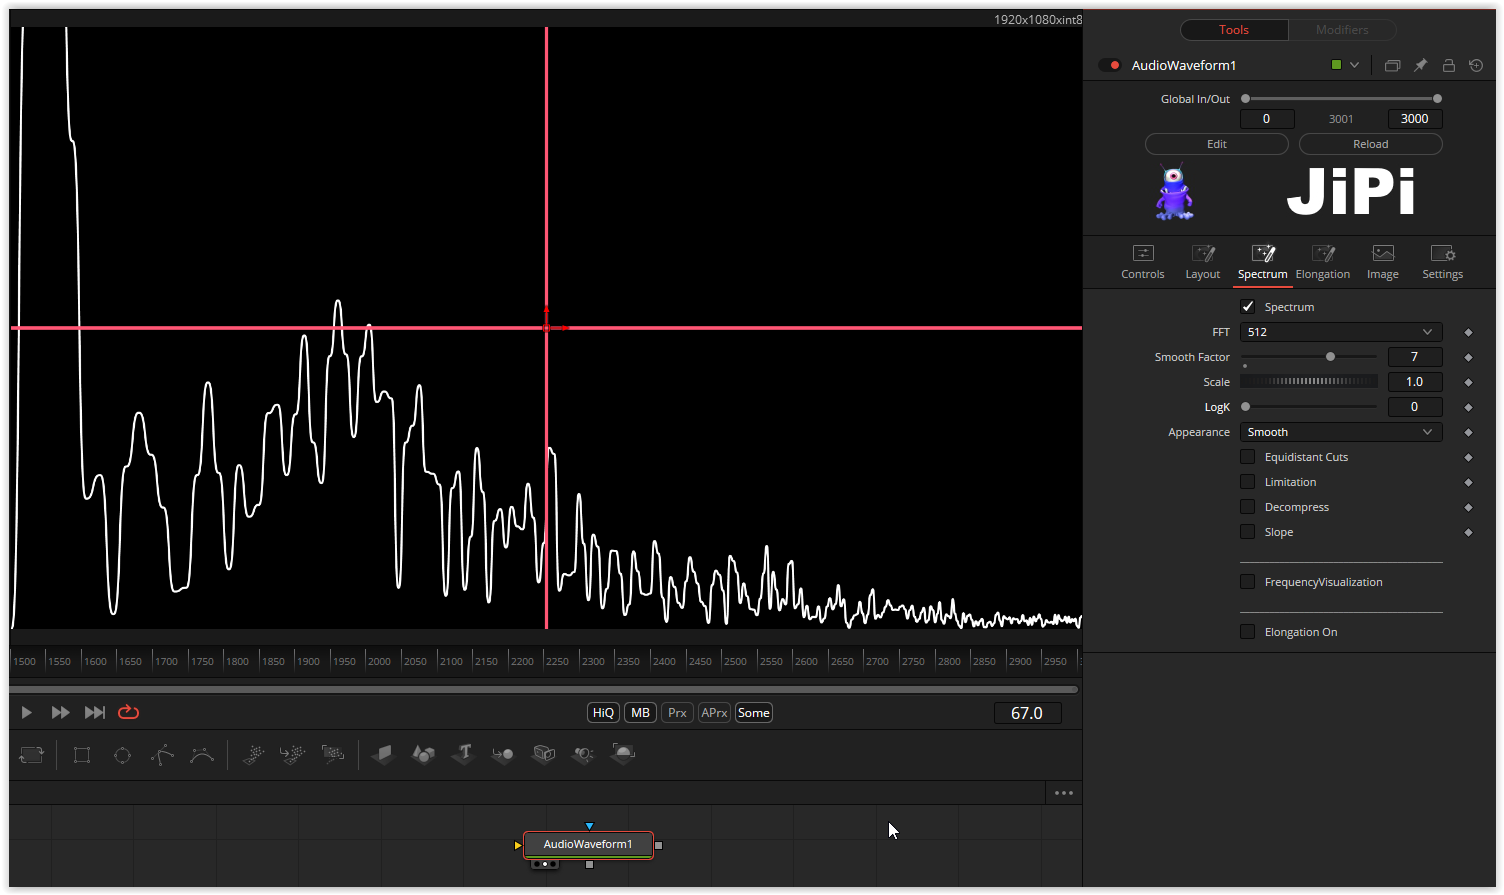 1920x1080xint8
Tools Modifiers
AudioWaveform1
Global In/Out
0 3001 3000
Edit Reload
JiPi
Controls Layout Spectrum Elongation Image Settings
Spectrum
FFT 512
Smooth Factor 7
Scale 1.0
LogK 0
Appearance Smooth
Equidistant Cuts
Limitation
Decompress
Slope
FrequencyVisualization
Elongation On
1500 1550 1600 1650 1700 1750 1800 1850 1900 1950 2000 2050 2100 2150 2200 2250 2300 2350 2400 2450 2500 2550 2600 2650 2700 2750 2800 2850 2900 2950
HiQ MB Prx APrx Some 67.0
T
AudioWaveform1